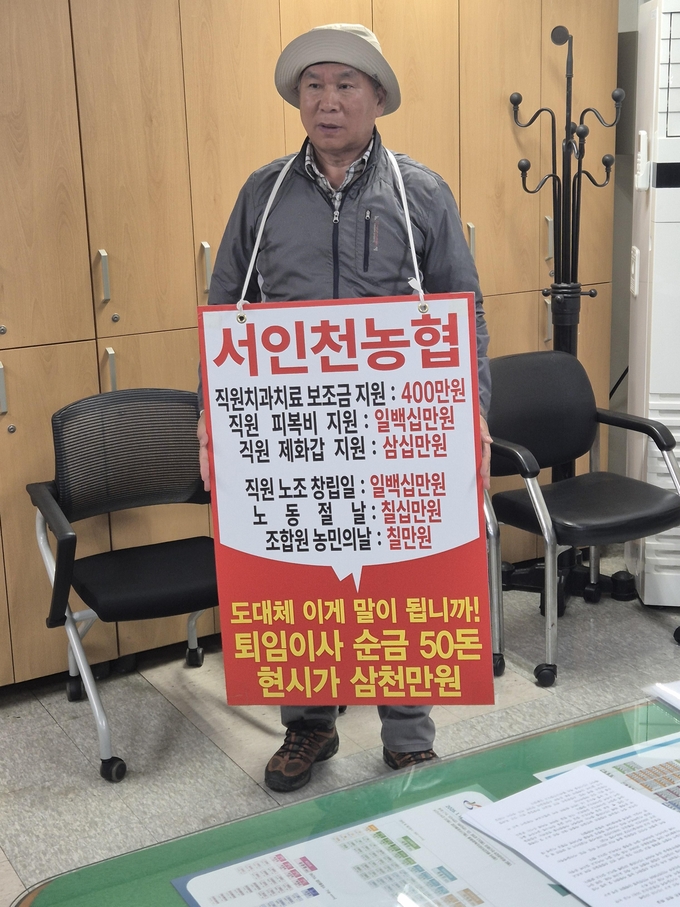 서인천농협
직원치과치료 보조금 지원 : 400만원
직원 피복비 지원 : 일백십만원
직원 제화갑 지원 : 삼십만원
직원 노조 창립일 : 일백십만원
노 동 절 날 : 칠십만원
조합원 농민의날 : 칠만원
도대체 이게 말이 됩니까!
퇴임이사 순금 50돈
현시가 삼천만원